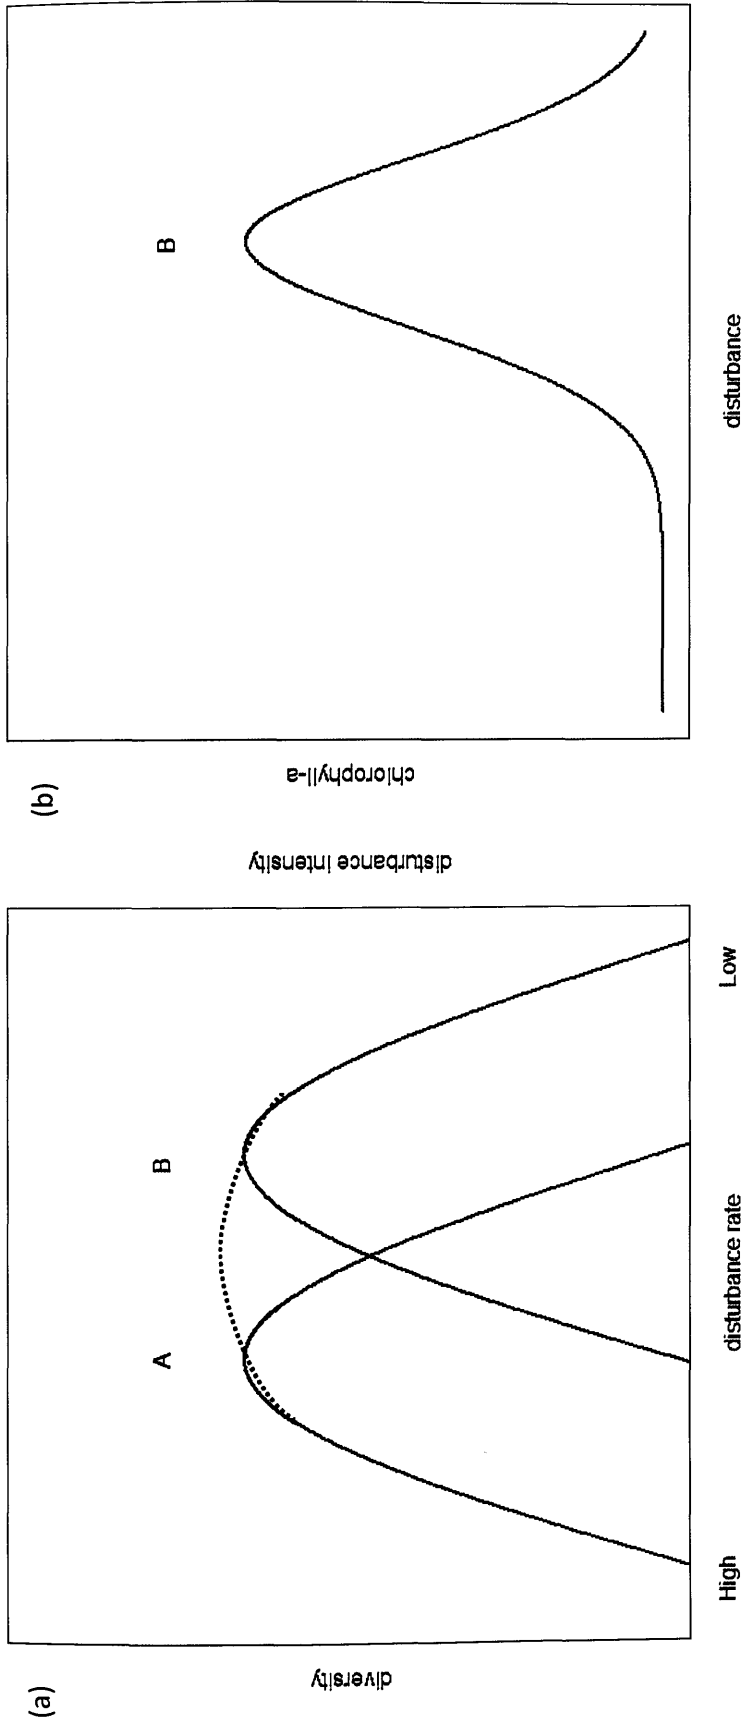 (a)
diversity
A
B
High
disturbance rate
Low
disturbance intensity
(b)
chlorophyll-a
B
disturbance